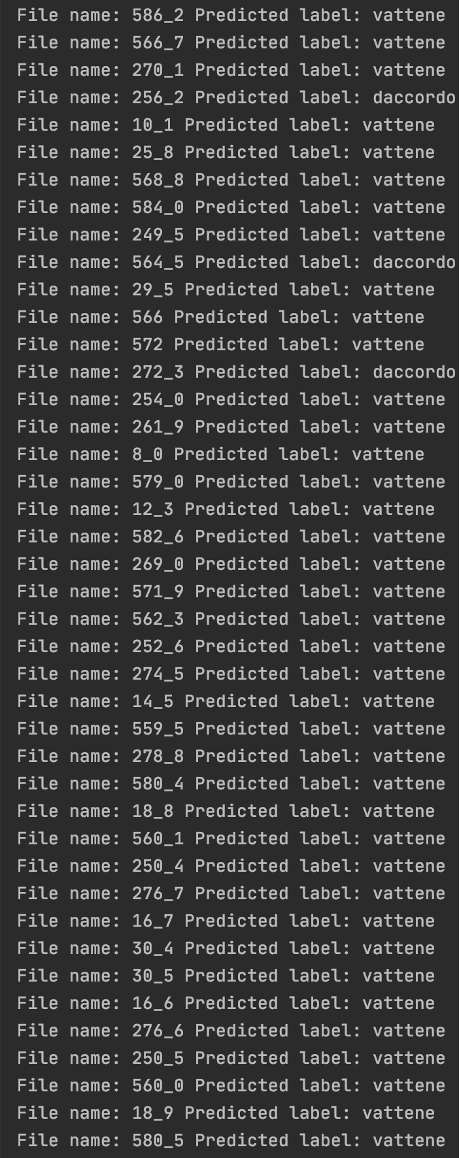 File name: 586_2 Predicted label: vattene
File name: 566_7 Predicted label: vattene
File name: 270_1 Predicted label: vattene
File name: 256_2 Predicted label: daccordo
File name: 10_1 Predicted label: vattene
File name: 25_8 Predicted label: vattene
File name: 568_8 Predicted label: vattene
File name: 584_0 Predicted label: vattene
File name: 249_5 Predicted label: vattene
File name: 564_5 Predicted label: daccordo
File name: 29_5 Predicted label: vattene
File name: 566 Predicted label: vattene
File name: 572 Predicted label: vattene
File name: 272_3 Predicted label: daccordo
File name: 254_0 Predicted label: vattene
File name: 261_9 Predicted label: vattene
File name: 8_0 Predicted label: vattene
File name: 579_0 Predicted label: vattene
File name: 12_3 Predicted label: vattene
File name: 582_6 Predicted label: vattene
File name: 269_0 Predicted label: vattene
File name: 571_9 Predicted label: vattene
File name: 562_3 Predicted label: vattene
File name: 252_6 Predicted label: vattene
File name: 274_5 Predicted label: vattene
File name: 14_5 Predicted label: vattene
File name: 559_5 Predicted label: vattene
File name: 278_8 Predicted label: vattene
File name: 580_4 Predicted label: vattene
File name: 18_8 Predicted label: vattene
File name: 560_1 Predicted label: vattene
File name: 250_4 Predicted label: vattene
File name: 276_7 Predicted label: vattene
File name: 16_7 Predicted label: vattene
File name: 30_4 Predicted label: vattene
File name: 30_5 Predicted label: vattene
File name: 16_6 Predicted label: vattene
File name: 276_6 Predicted label: vattene
File name: 250_5 Predicted label: vattene
File name: 560_0 Predicted label: vattene
File name: 18_9 Predicted label: vattene
File name: 580_5 Predicted label: vattene